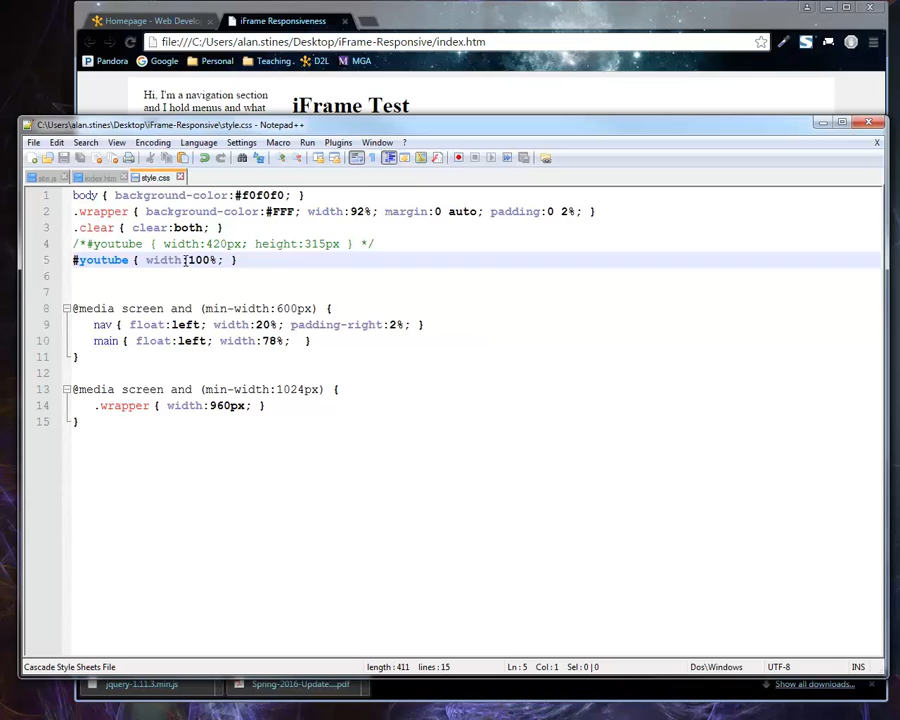 Homepage - Web Develo
iFrame Responsiveness
file:///C:/Users/alan.stines/Desktop/iFrame-Responsive/index.htm
Pandora Google Personal Teaching D2L MGA
Hi, I'm a navigation section
and I hold menus and what
iFrame Test
C:\Users\alan.stines\Desktop\iFrame-Responsive\style.css - Notepad++
File Edit Search View Encoding Language Settings Macro Run Plugins Window ? X
site.js index.htm style.css
1 body { background-color:#f0f0f0; }
2 .wrapper { background-color:#FFF; width:92%; margin:0 auto; padding:0 2%; }
3 .clear { clear:both; }
4 /*#youtube { width:420px; height:315px } */
5 #youtube { width:100%; }
6
7
8 @media screen and (min-width:600px) {
9 nav { float:left; width:20%; padding-right:2%; }
10 main { float:left; width:78%; }
11 }
12
13 @media screen and (min-width:1024px) {
14 .wrapper { width:960px; }
15 }
Cascade Style Sheets File length : 411 lines : 15 Ln : 5 Col : 1 Sel : 0 | 0 Dos\Windows UTF-8 INS
jquery-1.11.3.min.js Spring-2016-Update....pdf Show all downloads...